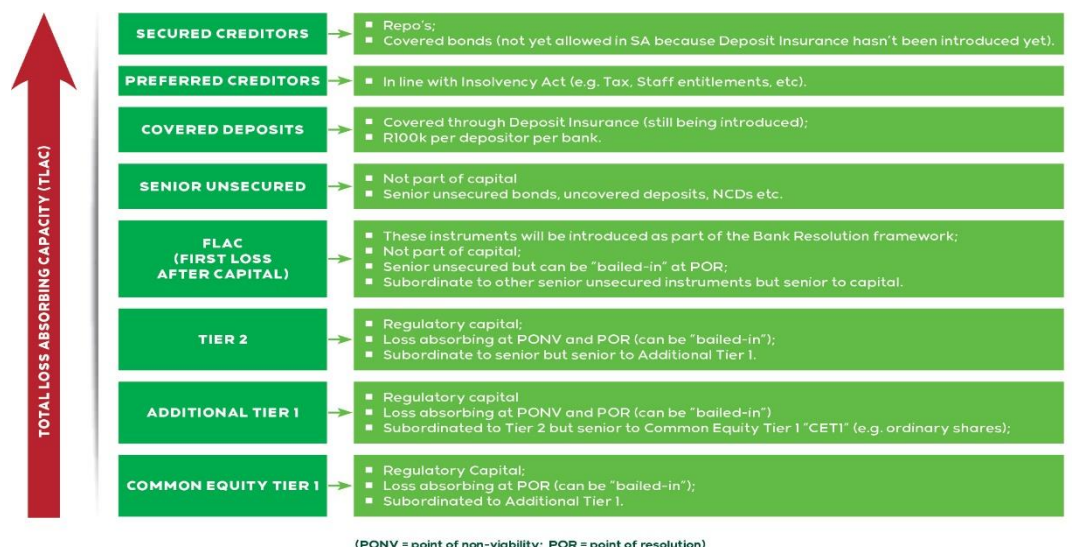 TOTAL LOSS ABSORBING CAPACITY (TLAC)
SECURED CREDITORS
▪ Repo's;
▪ Covered bonds (not yet allowed in SA because Deposit Insurance hasn't been introduced yet).
PREFERRED CREDITORS
▪ In line with Insolvency Act (e.g. Tax, Staff entitlements, etc).
COVERED DEPOSITS
▪ Covered through Deposit Insurance (still being introduced);
▪ R100k per depositor per bank.
SENIOR UNSECURED
▪ Not part of capital
▪ Senior unsecured bonds, uncovered deposits, NCDs etc.
FLAC
(FIRST LOSS
AFTER CAPITAL)
▪ These instruments will be introduced as part of the Bank Resolution framework;
▪ Not part of capital;
▪ Senior unsecured but can be "bailed-in" at POR;
▪ Subordinate to other senior unsecured instruments but senior to capital.
TIER 2
▪ Regulatory capital;
▪ Loss absorbing at PONV and POR (can be "bailed-in");
▪ Subordinate to senior but senior to Additional Tier 1.
ADDITIONAL TIER 1
▪ Regulatory capital
▪ Loss absorbing at PONV and POR (can be "bailed-in")
▪ Subordinated to Tier 2 but senior to Common Equity Tier 1 "CET1" (e.g. ordinary shares);
COMMON EQUITY TIER 1
▪ Regulatory Capital;
▪ Loss absorbing at POR (can be "bailed-in");
▪ Subordinated to Additional Tier 1.
(PONV = point of non-viability; POR = point of resolution)